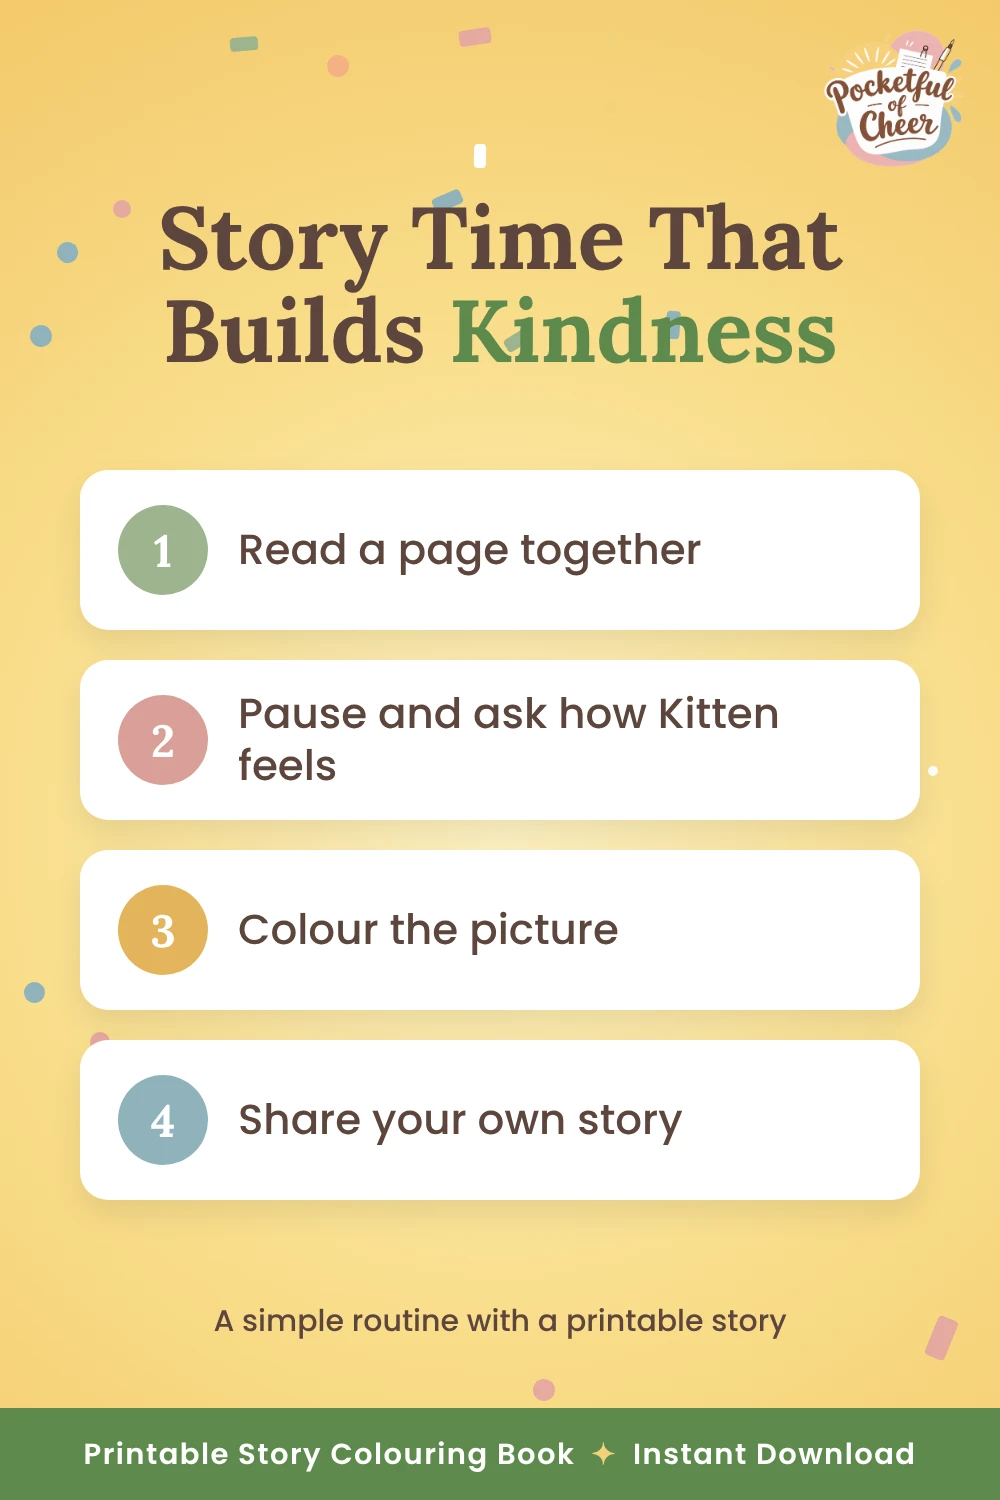 Pocketful
of
Cheer
Story Time That
Builds Kindness
1 Read a page together
2 Pause and ask how Kitten
feels
3 Colour the picture
4 Share your own story
A simple routine with a printable story
Printable Story Colouring Book ✦ Instant Download